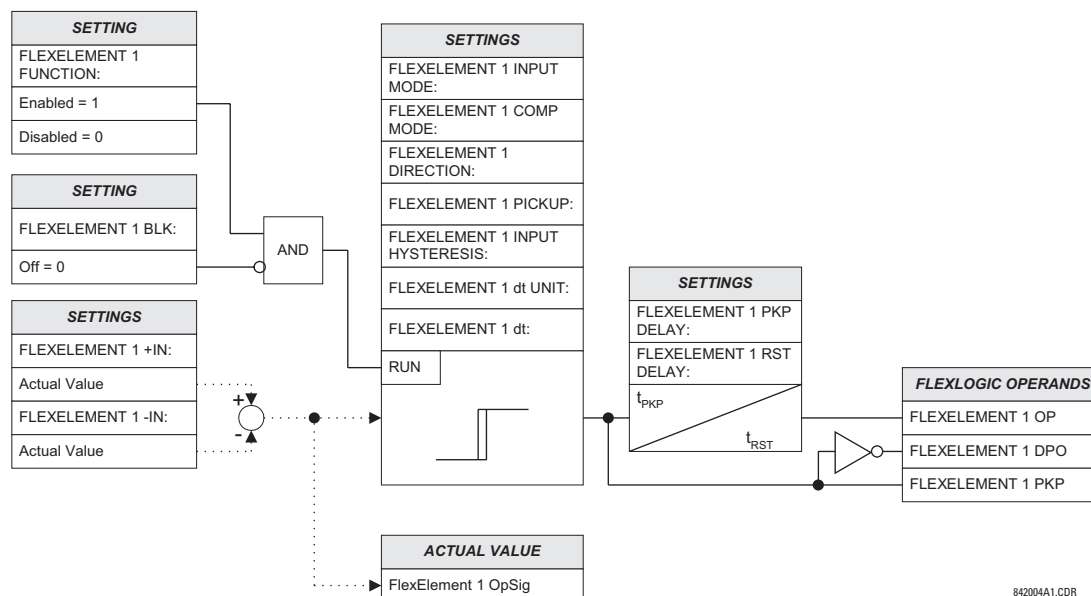 SETTING
FLEXELEMENT 1
FUNCTION:
Enabled = 1
Disabled = 0
SETTING
FLEXELEMENT 1 BLK:
Off = 0
SETTINGS
FLEXELEMENT 1 +IN:
Actual Value
FLEXELEMENT 1 -IN:
Actual Value
AND
+
-
SETTINGS
FLEXELEMENT 1 INPUT
MODE:
FLEXELEMENT 1 COMP
MODE:
FLEXELEMENT 1
DIRECTION:
FLEXELEMENT 1 PICKUP:
FLEXELEMENT 1 INPUT
HYSTERESIS:
FLEXELEMENT 1 dt UNIT:
FLEXELEMENT 1 dt:
RUN
ACTUAL VALUE
FlexElement 1 OpSig
SETTINGS
FLEXELEMENT 1 PKP
DELAY:
FLEXELEMENT 1 RST
DELAY:
tPKP
tRST
FLEXLOGIC OPERANDS
FLEXELEMENT 1 OP
FLEXELEMENT 1 DPO
FLEXELEMENT 1 PKP
842004A1.CDR